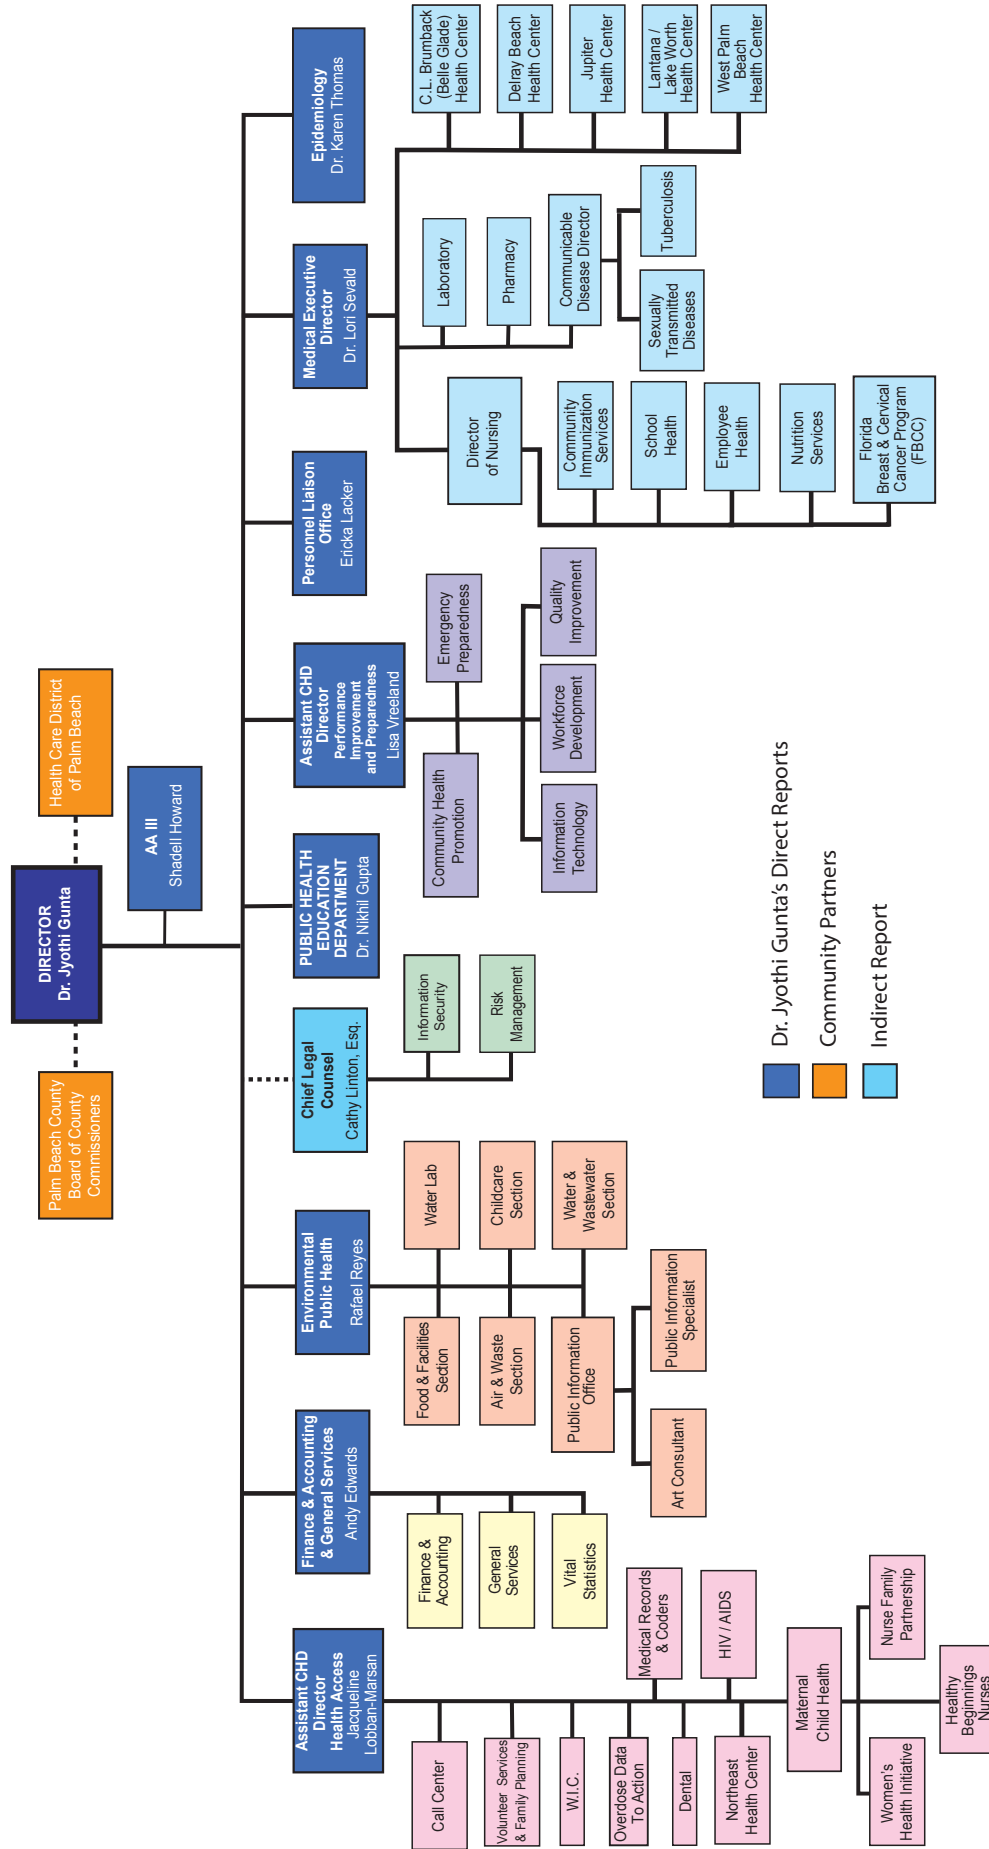 Palm Beach County
Board of County
Commissioners
DIRECTOR
Dr. Jyothi Gunta
Health Care District
of Palm Beach
AA III
Shadell Howard
Assistant CHD
Director
Health Access
Jacqueline
Lobban-Marsan
Call Center
Volunteer Services
& Family Planning
W.I.C.
Overdose Data
To Action
Medical Records
& Coders
Dental
HIV / AIDS
Northeast
Health Center
Maternal
Child Health
Women's
Health Initiative
Nurse Family
Partnership
Healthy
Beginnings
Nurses
Finance & Accounting
& General Services
Andy Edwards
Finance &
Accounting
General
Services
Vital
Statistics
Environmental
Public Health
Rafael Reyes
Food & Facilities
Section
Water Lab
Air & Waste
Section
Childcare
Section
Public Information
Office
Water &
Wastewater
Section
Art Consultant
Public Information
Specialist
Chief Legal
Counsel
Cathy Linton, Esq.
Information
Security
Risk
Management
PUBLIC HEALTH
EDUCATION
DEPARTMENT
Dr. Nikhil Gupta
Assistant CHD
Director
Performance
Improvement
and Preparedness
Lisa Vreeland
Community Health
Promotion
Emergency
Preparedness
Information
Technology
Workforce
Development
Quality
Improvement
Personnel Liaison
Office
Ericka Lacker
Medical Executive
Director
Dr. Lori Sevald
Director
of Nursing
Community
Immunization
Services
School
Health
Employee
Health
Nutrition
Services
Florida
Breast & Cervical
Cancer Program
(FBCC)
Laboratory
Pharmacy
Communicable
Disease Director
Sexually
Transmitted
Diseases
Tuberculosis
C.L. Brumback
(Belle Glade)
Health Center
Delray Beach
Health Center
Jupiter
Health Center
Lantana /
Lake Worth
Health Center
West Palm
Beach
Health Center
Epidemiology
Dr. Karen Thomas
Dr. Jyothi Gunta's Direct Reports
Community Partners
Indirect Report